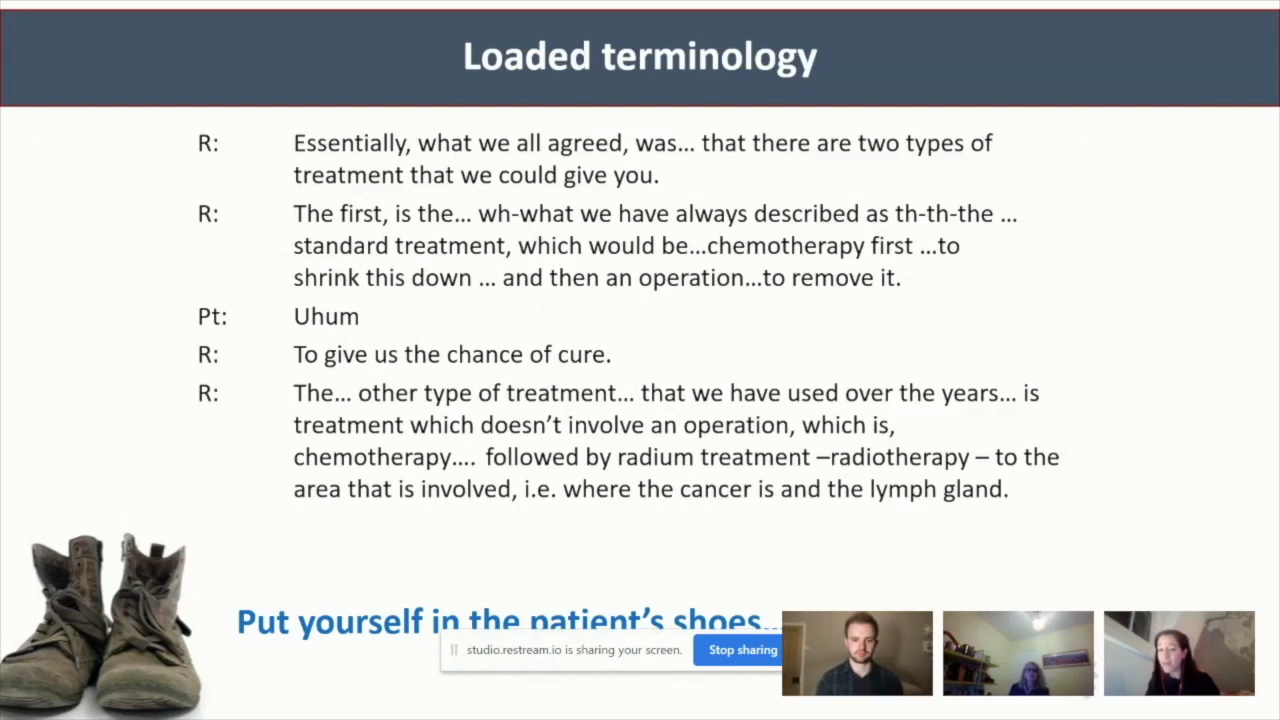 Loaded terminology
R: Essentially, what we all agreed, was... that there are two types of
treatment that we could give you.
R: The first, is the... wh-what we have always described as th-th-the ...
standard treatment, which would be...chemotherapy first ...to
shrink this down ... and then an operation...to remove it.
Pt: Uhum
R: To give us the chance of cure.
R: The... other type of treatment... that we have used over the years... is
treatment which doesn’t involve an operation, which is,
chemotherapy.... followed by radium treatment –radiotherapy – to the
area that is involved, i.e. where the cancer is and the lymph gland.
Put yourself in the patient’s shoes...
studio.restream.io is sharing your screen.
Stop sharing